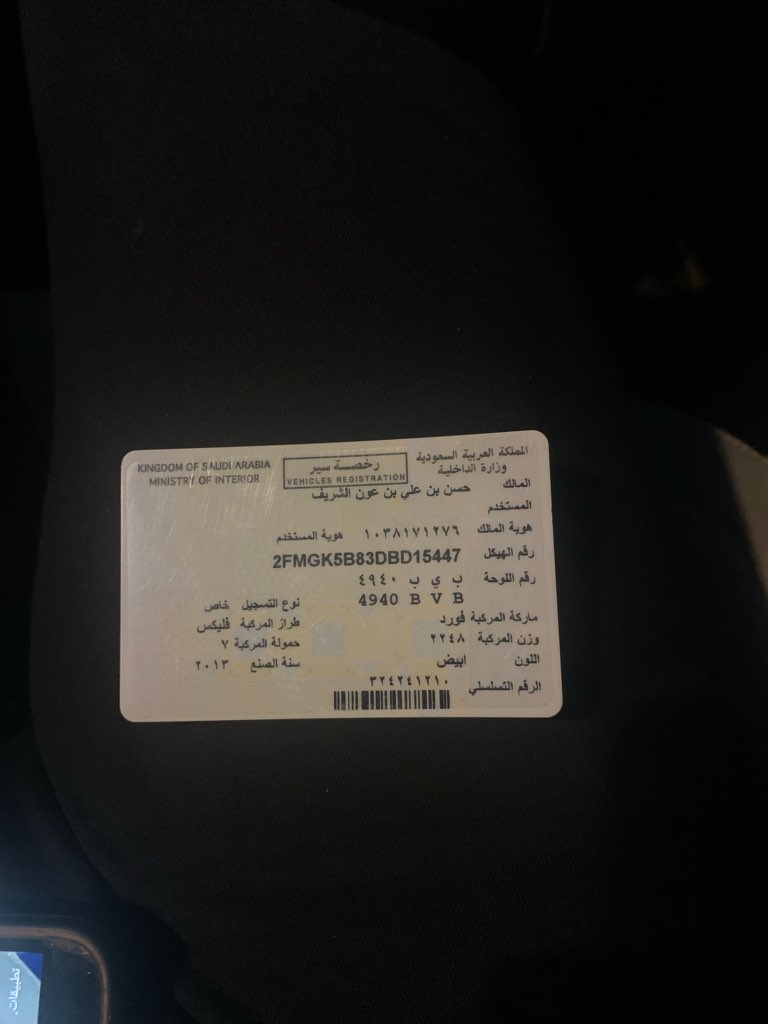 KINGDOM OF SAUDI ARABIA
MINISTRY OF INTERIOR
رخصة سير
VEHICLES REGISTRATION
المملكة العربية السعودية
وزارة الداخلية
المالك حسن بن علي بن عون الشريف
المستخدم
هوية المالك ١٠٣٨١٧١٢٧٦ هوية المستخدم
رقم الهيكل 2FMGK5B83DBD15447
رقم اللوحة ب ي ب ٤٩٤٠
4940 B V B
نوع التسجيل خاص
ماركة المركبة فورد طراز المركبة فليكس
وزن المركبة ٢٢٤٨ حمولة المركبة ٧
اللون ابيض سنة الصنع ٢٠١٣
الرقم التسلسلي ٣٢٤٢٤١٢١٠
تطبيقات